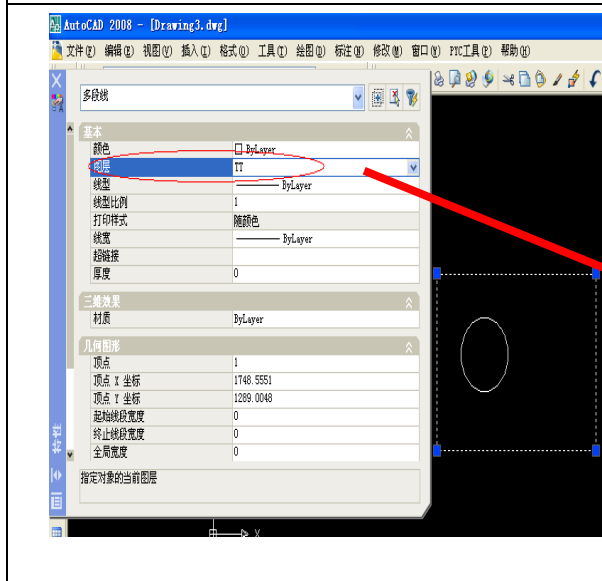 AutoCAD 2008 - [Drawing3.dwg]
文件(F) 编辑(E) 视图(V) 插入(I) 格式(O) 工具(T) 绘图(D) 标注(N) 修改(M) 窗口(W) PYC工具(P) 帮助(H)
多段线
基本
颜色 ByLayer
图层 TT
线型 ByLayer
线型比例 1
打印样式 随颜色
线宽 ByLayer
超链接
厚度 0
三维效果
材质 ByLayer
几何图形
顶点 1
顶点 X 坐标 1748.5551
顶点 Y 坐标 1289.0048
起始线段宽度 0
终止线段宽度 0
全局宽度 0
特性
指定对象的当前图层
X